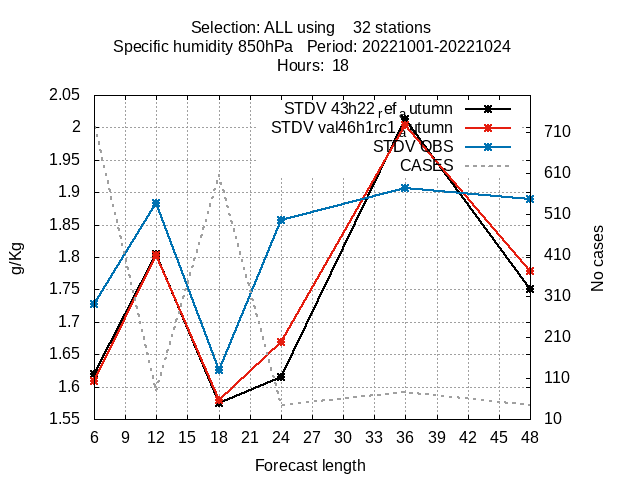 Selection: ALL using    32 stations
Specific humidity 850hPa   Period: 20221001-20221024
Hours:  18
STDV 43h22_ref_autumn
STDV val46h1rc1_autumn
STDV OBS
CASES
2.05
2
1.95
1.9
1.85
1.8
1.75
1.7
1.65
1.6
1.55
g/Kg
710
610
510
410
310
210
110
10
No cases
6 9 12 15 18 21 24 27 30 33 36 39 42 45 48
Forecast length